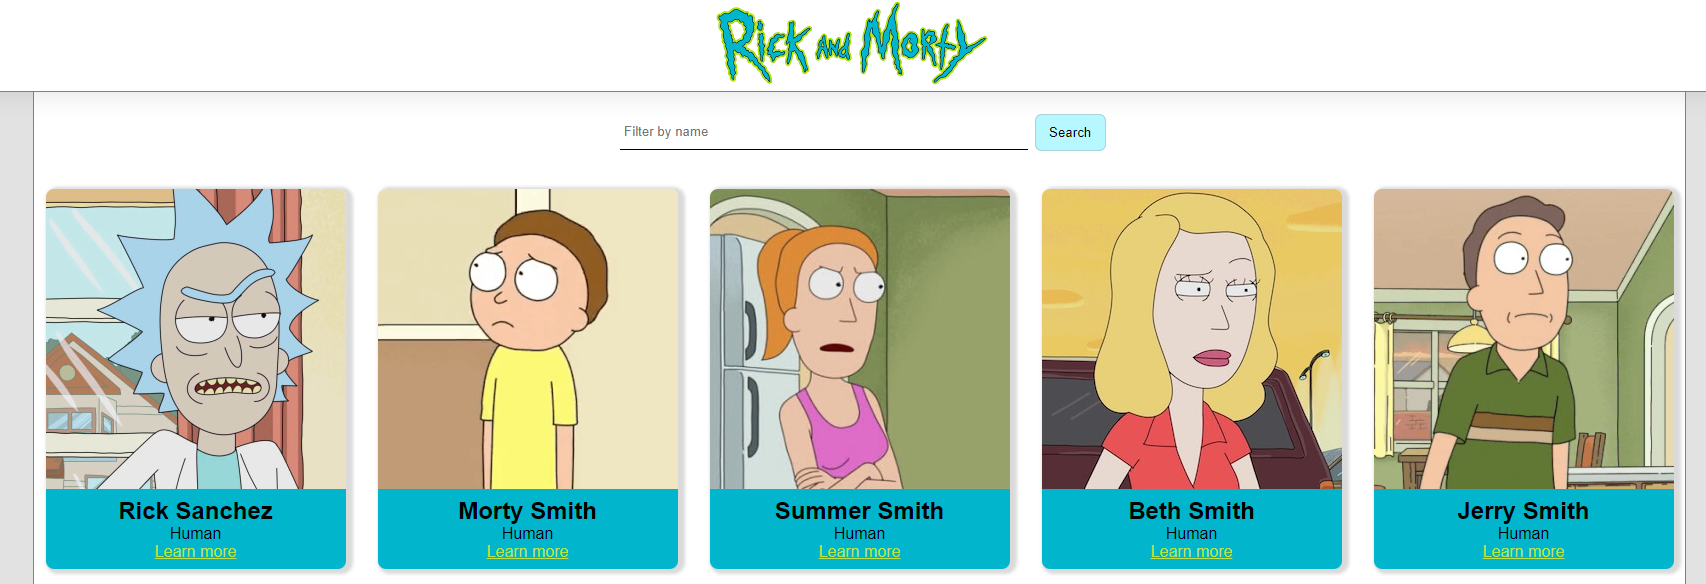 Rick and Morty
Filter by name
Search
Rick Sanchez
Human
Learn more
Morty Smith
Human
Learn more
Summer Smith
Human
Learn more
Beth Smith
Human
Learn more
Jerry Smith
Human
Learn more